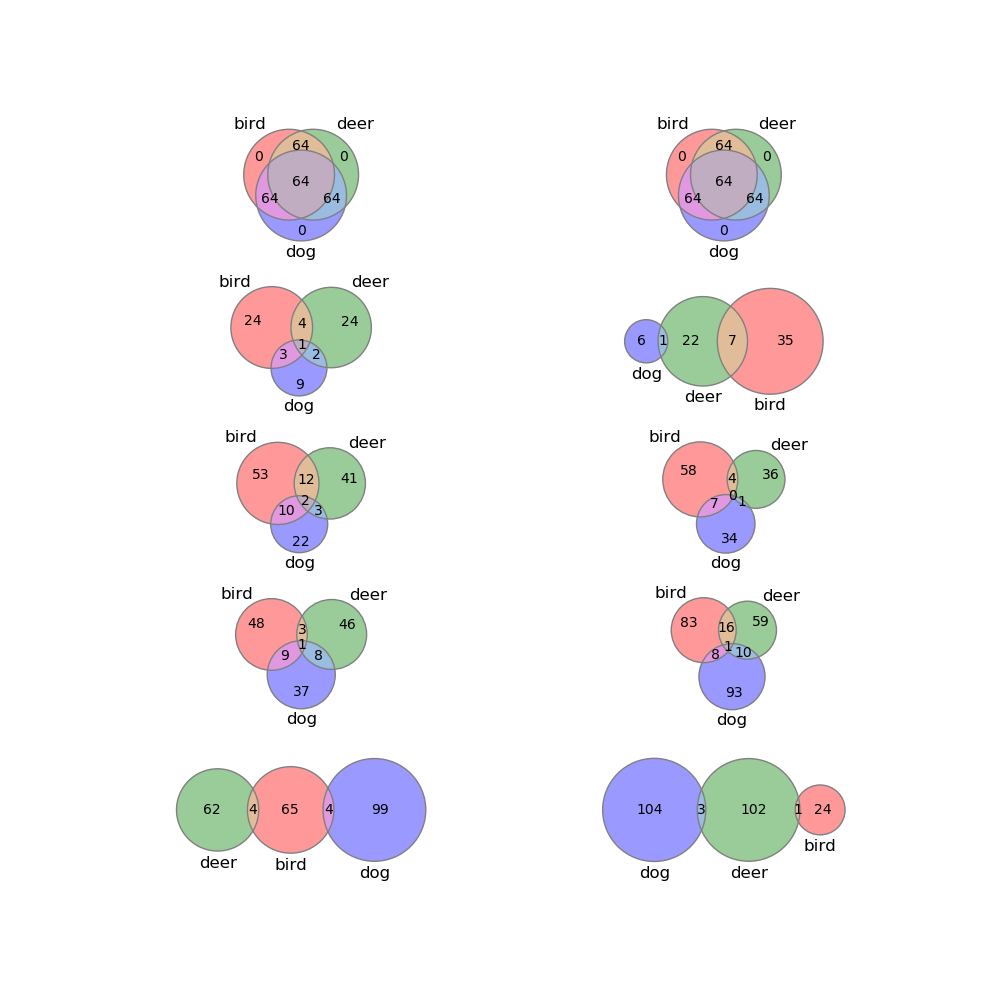 bird deer
0 64 0
64
64 64
0
dog
bird deer
0 64 0
64
64 64
0
dog
bird deer
24 4 24
1
3 2
9
dog
6 1 22 7 35
dog
deer
bird
bird deer
53 12 41
2
10 3
22
dog
bird deer
58 4 36
0
7 1
34
dog
bird deer
48 3 46
1
9 8
37
dog
bird deer
83 16 59
1
8 10
93
dog
62 4 65 4 99
deer bird dog
104 3 102 1 24
bird
dog deer